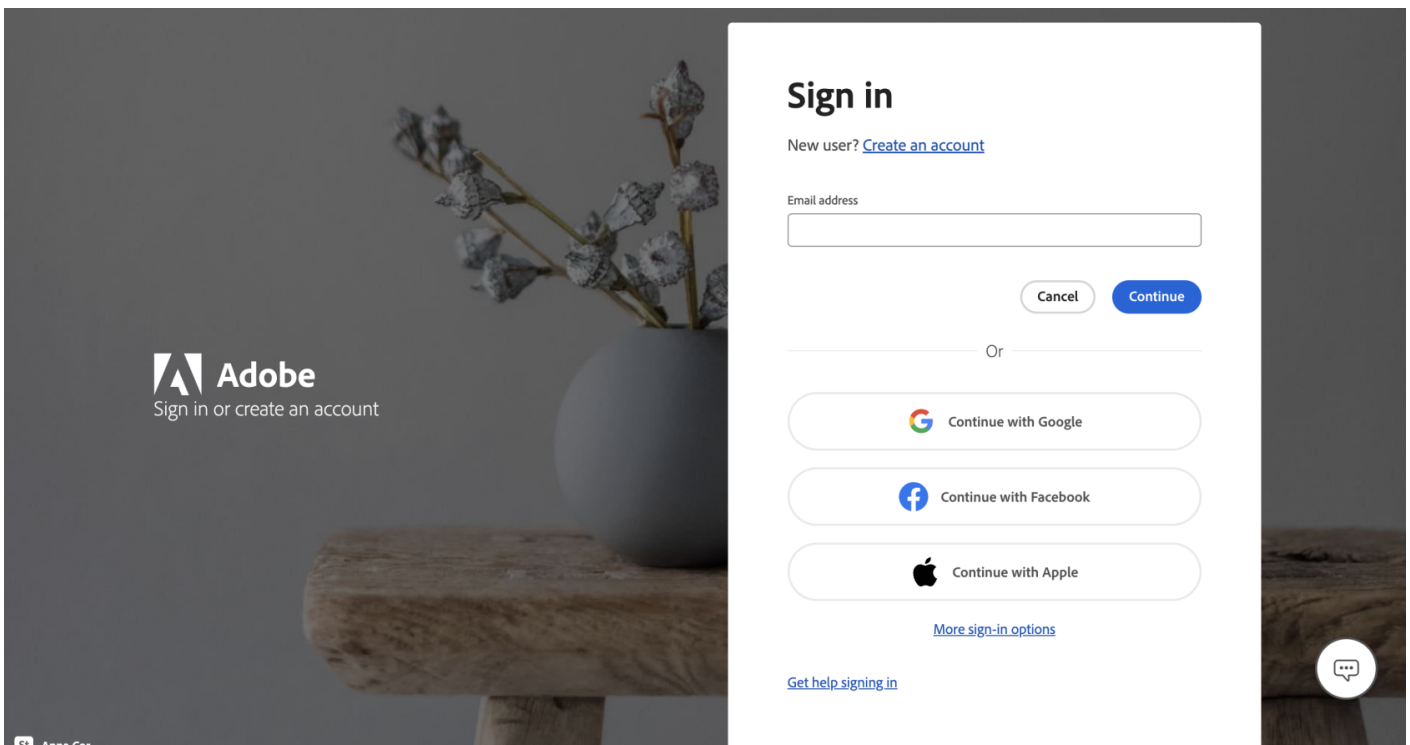 Adobe
Sign in or create an account
Sign in
New user? Create an account
Email address
Cancel
Continue
Or
Continue with Google
Continue with Facebook
Continue with Apple
More sign-in options
Get help signing in
St